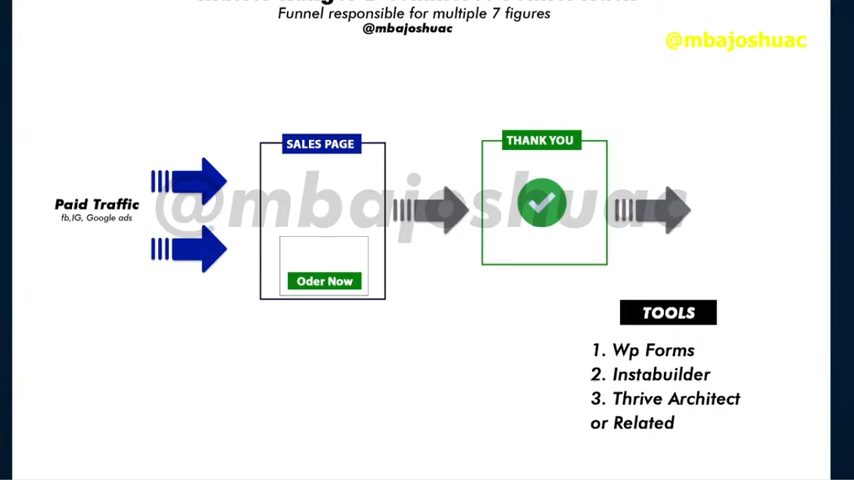 Funnel responsible for multiple 7 figures
@mbajoshuac
@mbajoshuac
SALES PAGE
THANK YOU
Paid Traffic
fb,IG, Google ads
@mbajoshuac
Oder Now
TOOLS
1. Wp Forms
2. Instabuilder
3. Thrive Architect
or Related